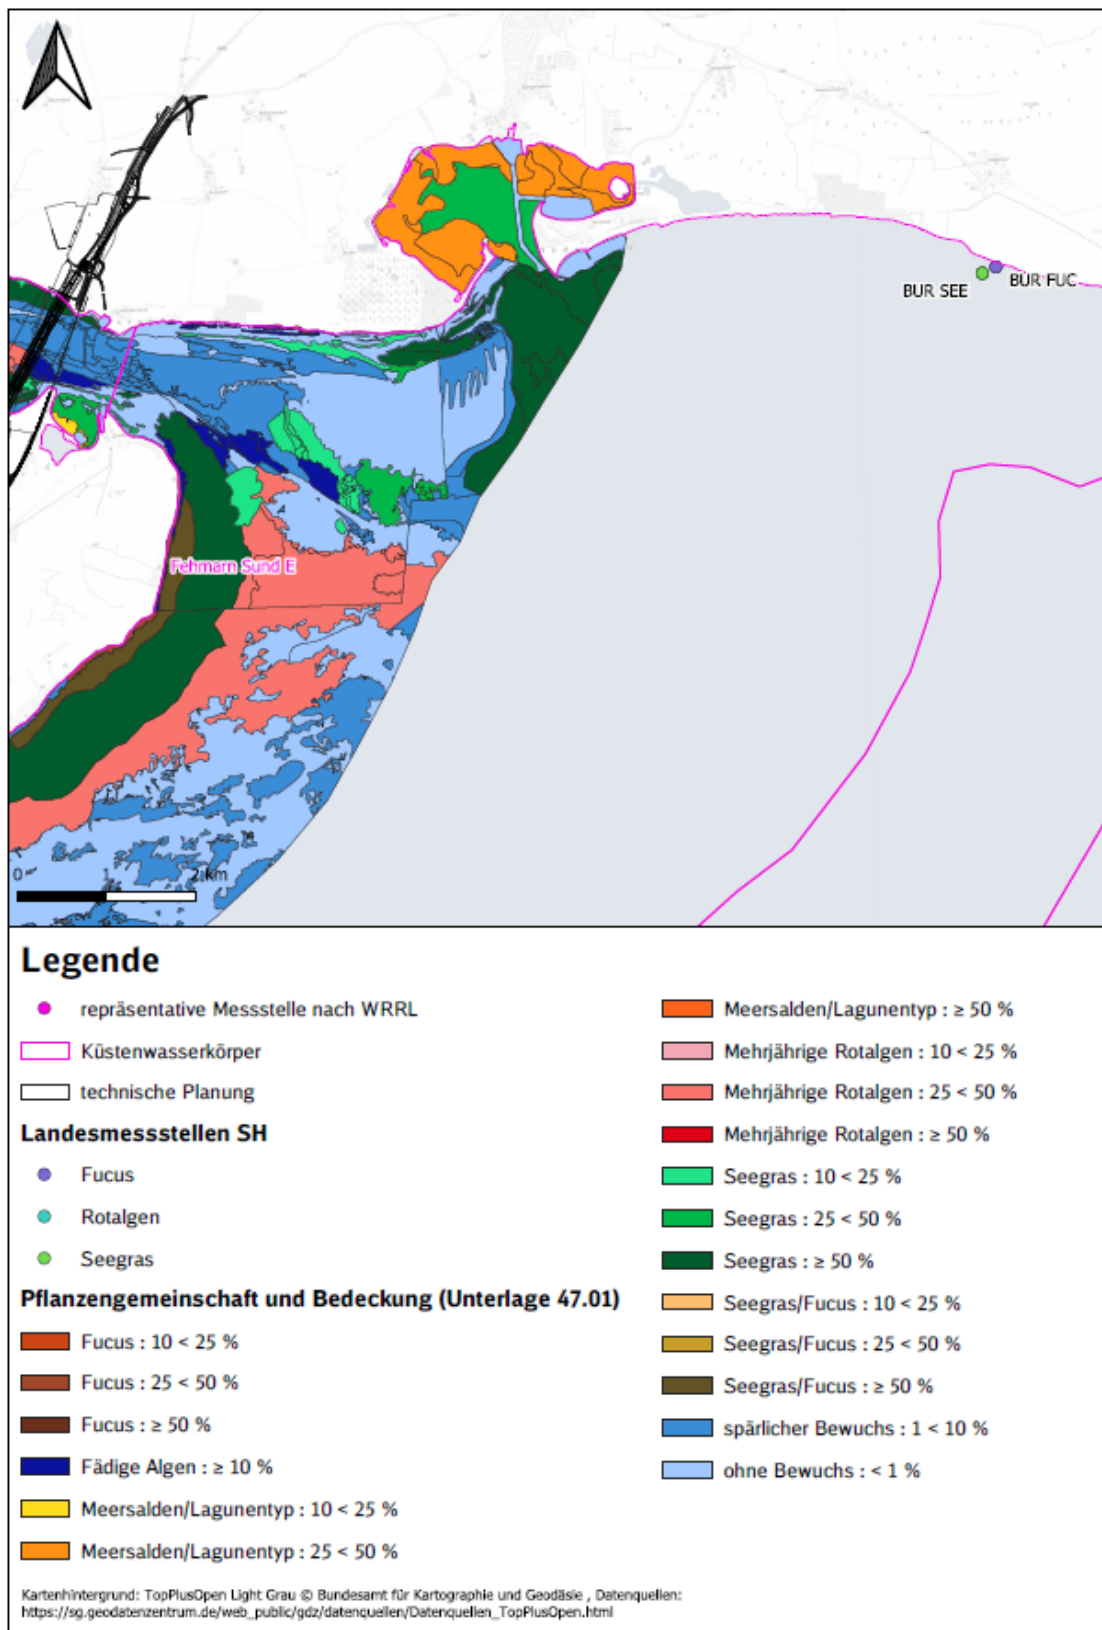 BUR SEE
BUR FUC
Fehmarn Sund E
0 1 2 km
Legende
repräsentative Messstelle nach WRRL
Küstenwasserkörper
technische Planung
Landesmessstellen SH
Fucus
Rotalgen
Seegras
Pflanzengemeinschaft und Bedeckung (Unterlage 47.01)
Fucus : 10 < 25 %
Fucus : 25 < 50 %
Fucus : ≥ 50 %
Fädige Algen : ≥ 10 %
Meersalden/Lagunentyp : 10 < 25 %
Meersalden/Lagunentyp : 25 < 50 %
Meersalden/Lagunentyp : ≥ 50 %
Mehrjährige Rotalgen : 10 < 25 %
Mehrjährige Rotalgen : 25 < 50 %
Mehrjährige Rotalgen : ≥ 50 %
Seegras : 10 < 25 %
Seegras : 25 < 50 %
Seegras : ≥ 50 %
Seegras/Fucus : 10 < 25 %
Seegras/Fucus : 25 < 50 %
Seegras/Fucus : ≥ 50 %
spärlicher Bewuchs : 1 < 10 %
ohne Bewuchs : < 1 %
Kartenhintergrund: TopPlusOpen Light Grau © Bundesamt für Kartographie und Geodäsie , Datenquellen:
https://sg.geodatenzentrum.de/web_public/gdz/datenquellen/Datenquellen_TopPlusOpen.html